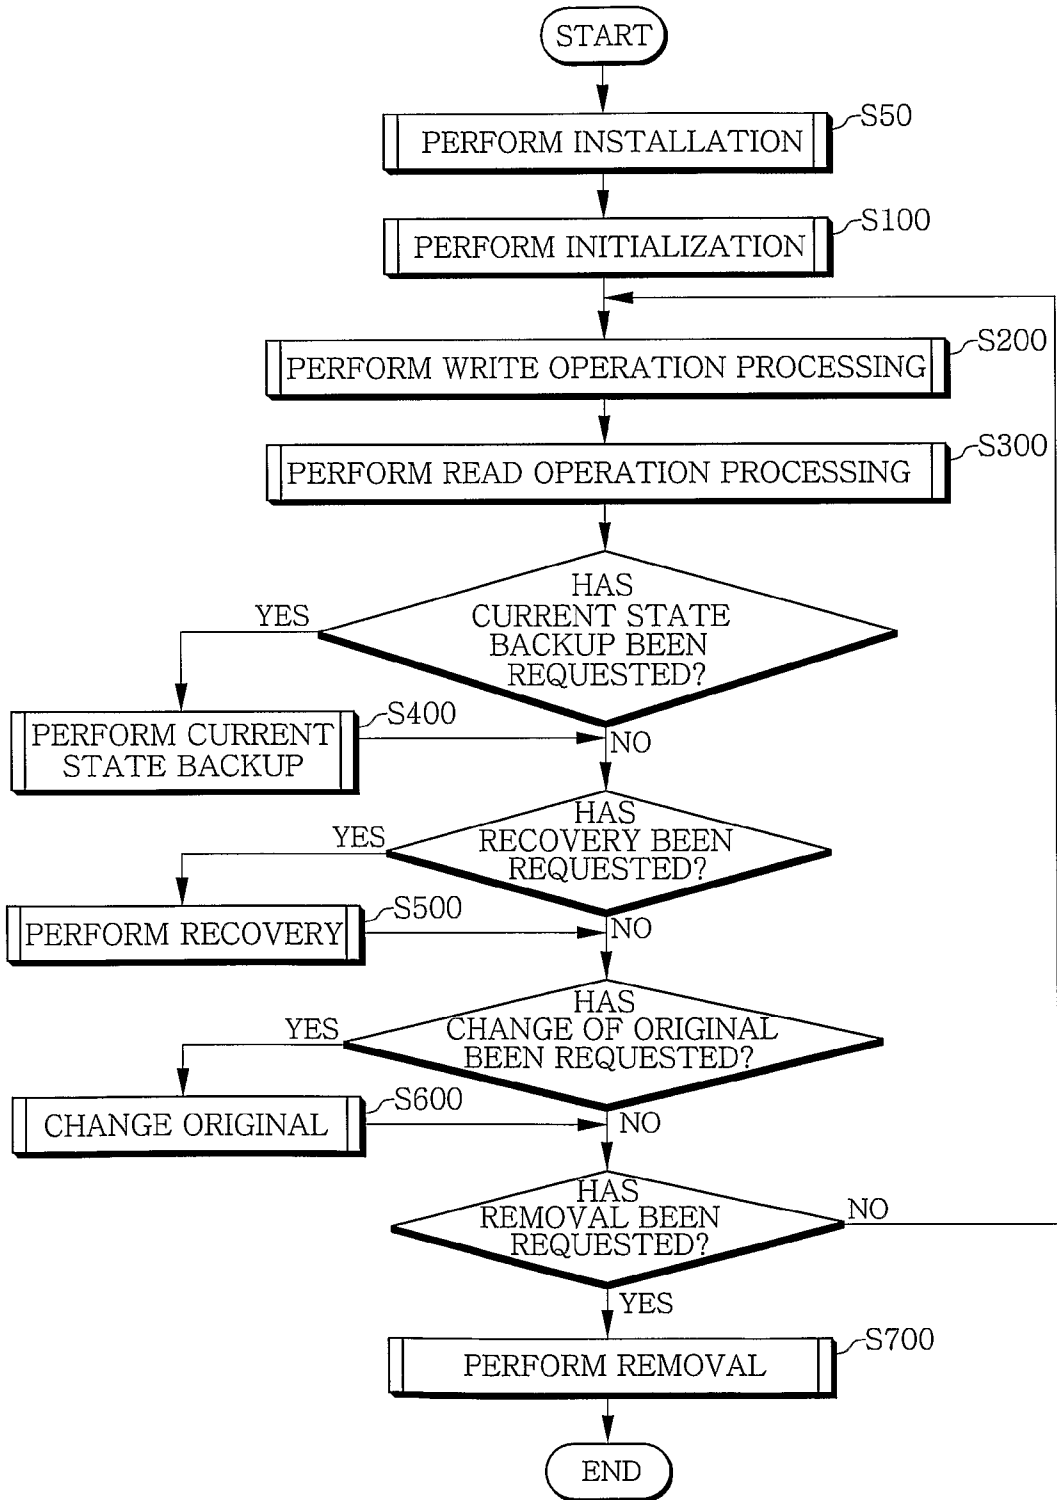 START
PERFORM INSTALLATION
S50
PERFORM INITIALIZATION
S100
PERFORM WRITE OPERATION PROCESSING
S200
PERFORM READ OPERATION PROCESSING
S300
HAS
CURRENT STATE
BACKUP BEEN
REQUESTED?
YES
PERFORM CURRENT
STATE BACKUP
S400
NO
HAS
RECOVERY BEEN
REQUESTED?
YES
PERFORM RECOVERY
S500
NO
HAS
CHANGE OF ORIGINAL
BEEN REQUESTED?
YES
CHANGE ORIGINAL
S600
NO
HAS
REMOVAL BEEN
REQUESTED?
NO
YES
PERFORM REMOVAL
S700
END